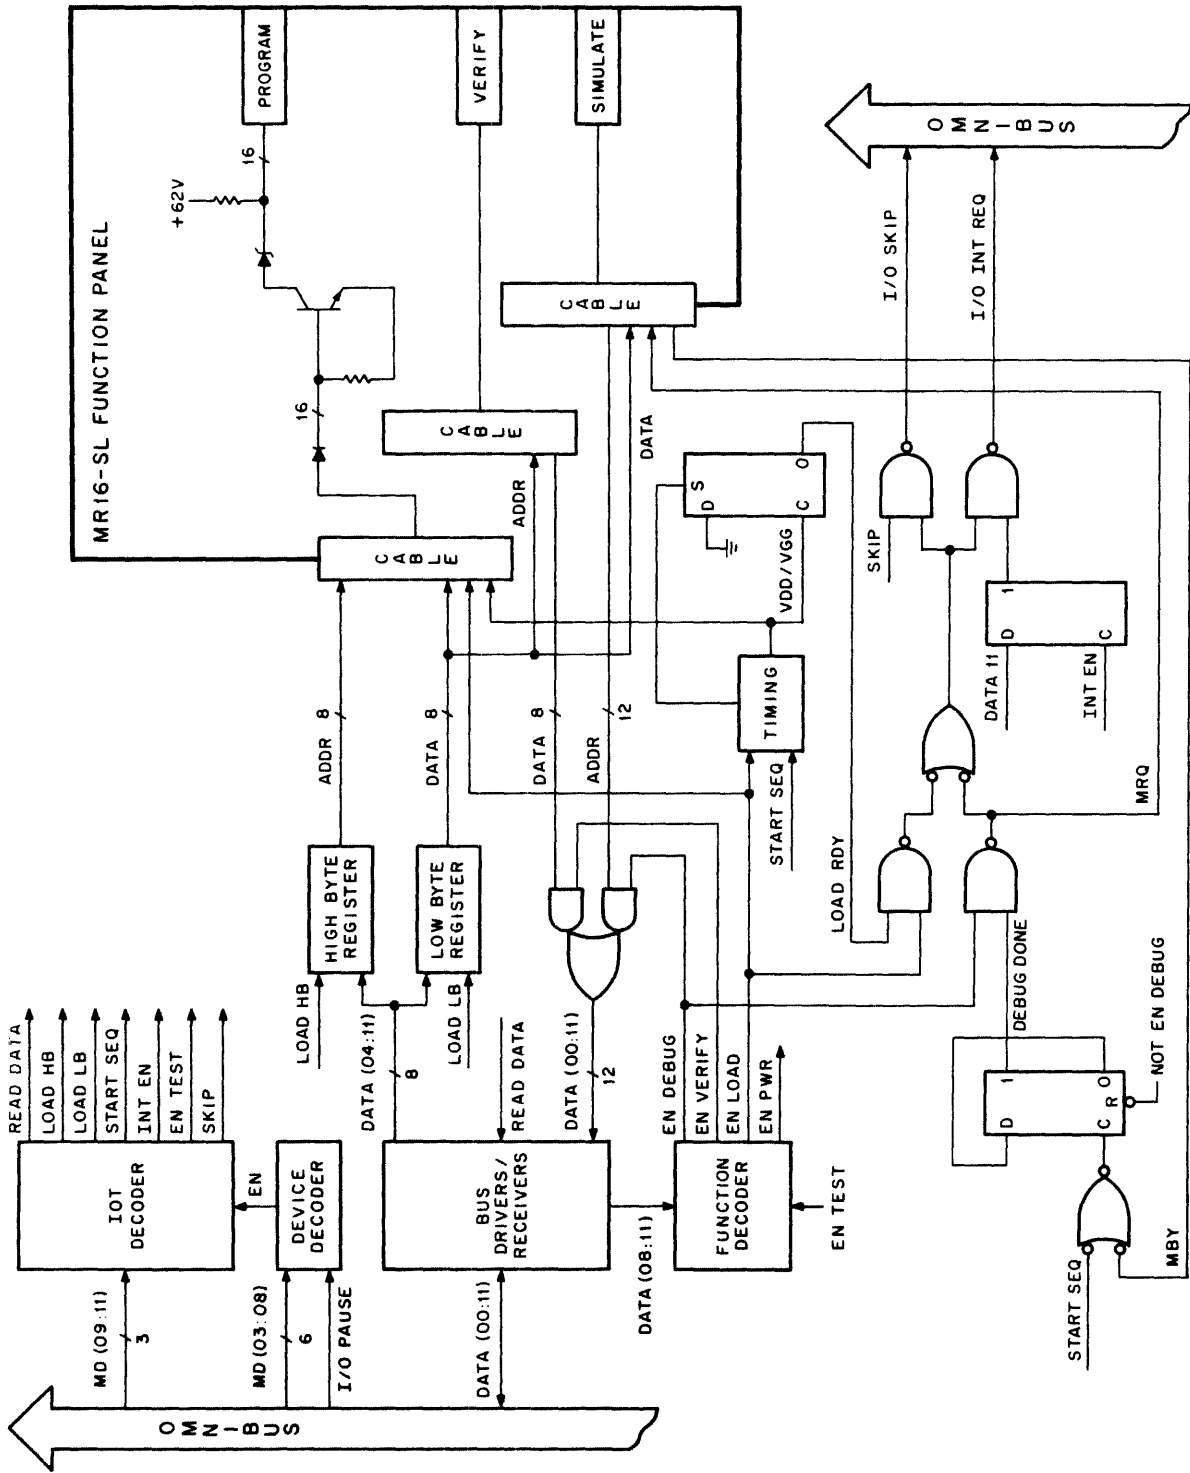 OMNIBUS
MD (09:11)
3
MD (03:08)
6
I/O PAUSE
DATA (00:11)
IOT DECODER
EN
DEVICE DECODER
READ DATA
LOAD HB
LOAD LB
START SEQ
INT EN
EN TEST
SKIP
BUS DRIVERS/ RECEIVERS
DATA (04:11)
8
READ DATA
DATA (00:11)
12
DATA (08:11)
FUNCTION DECODER
EN TEST
EN DEBUG
EN VERIFY
EN LOAD
EN PWR
LOAD HB
HIGH BYTE REGISTER
LOAD LB
LOW BYTE REGISTER
ADDR
8
DATA
8
DATA
8
ADDR
12
ADDR
START SEQ
TIMING
VDD/VGG
S
D
C
0
DATA
MR16-SL FUNCTION PANEL
CABLE
16
+62V
16
PROGRAM
CABLE
VERIFY
CABLE
SIMULATE
START SEQ
MBY
D
1
C
R
0
NOT EN DEBUG
DEBUG DONE
LOAD RDY
MRQ
DATA 11
INT EN
D
1
C
SKIP
I/O SKIP
I/O INT REQ
OMNIBUS